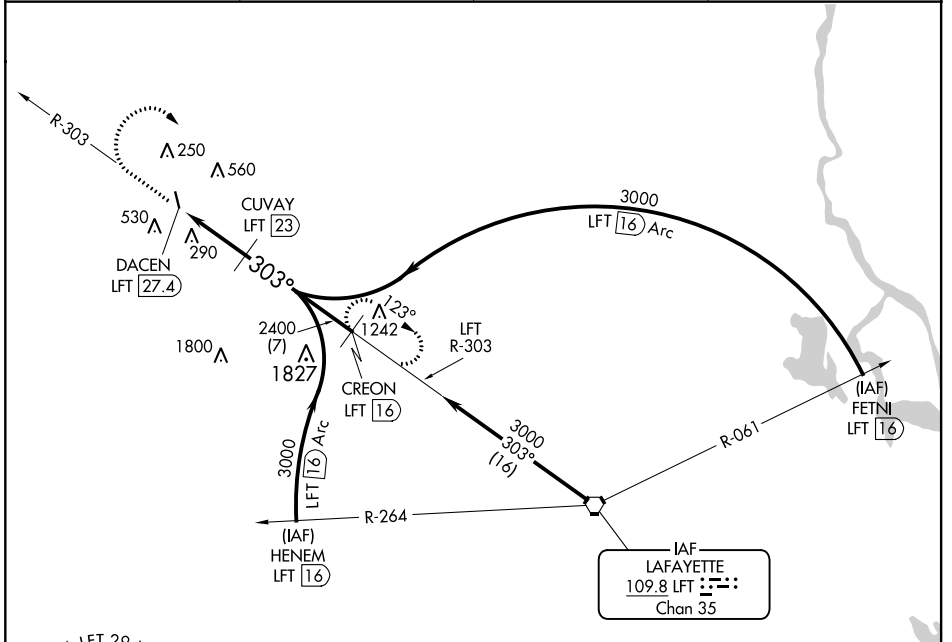 R-303
250
560
530
290
CUVAY
LFT 23
DACEN
LFT 27.4
303°
3000
LFT 16 Arc
123°
1242
2400
(7)
LFT
R-303
1800
1827
CREON
LFT 16
(IAF)
FETNI
LFT 16
3000
LFT 16 Arc
3000
303°
(16)
R-061
R-264
(IAF)
HENEM
LFT 16
IAF
LAFAYETTE
109.8 LFT
Chan 35
LFT 29